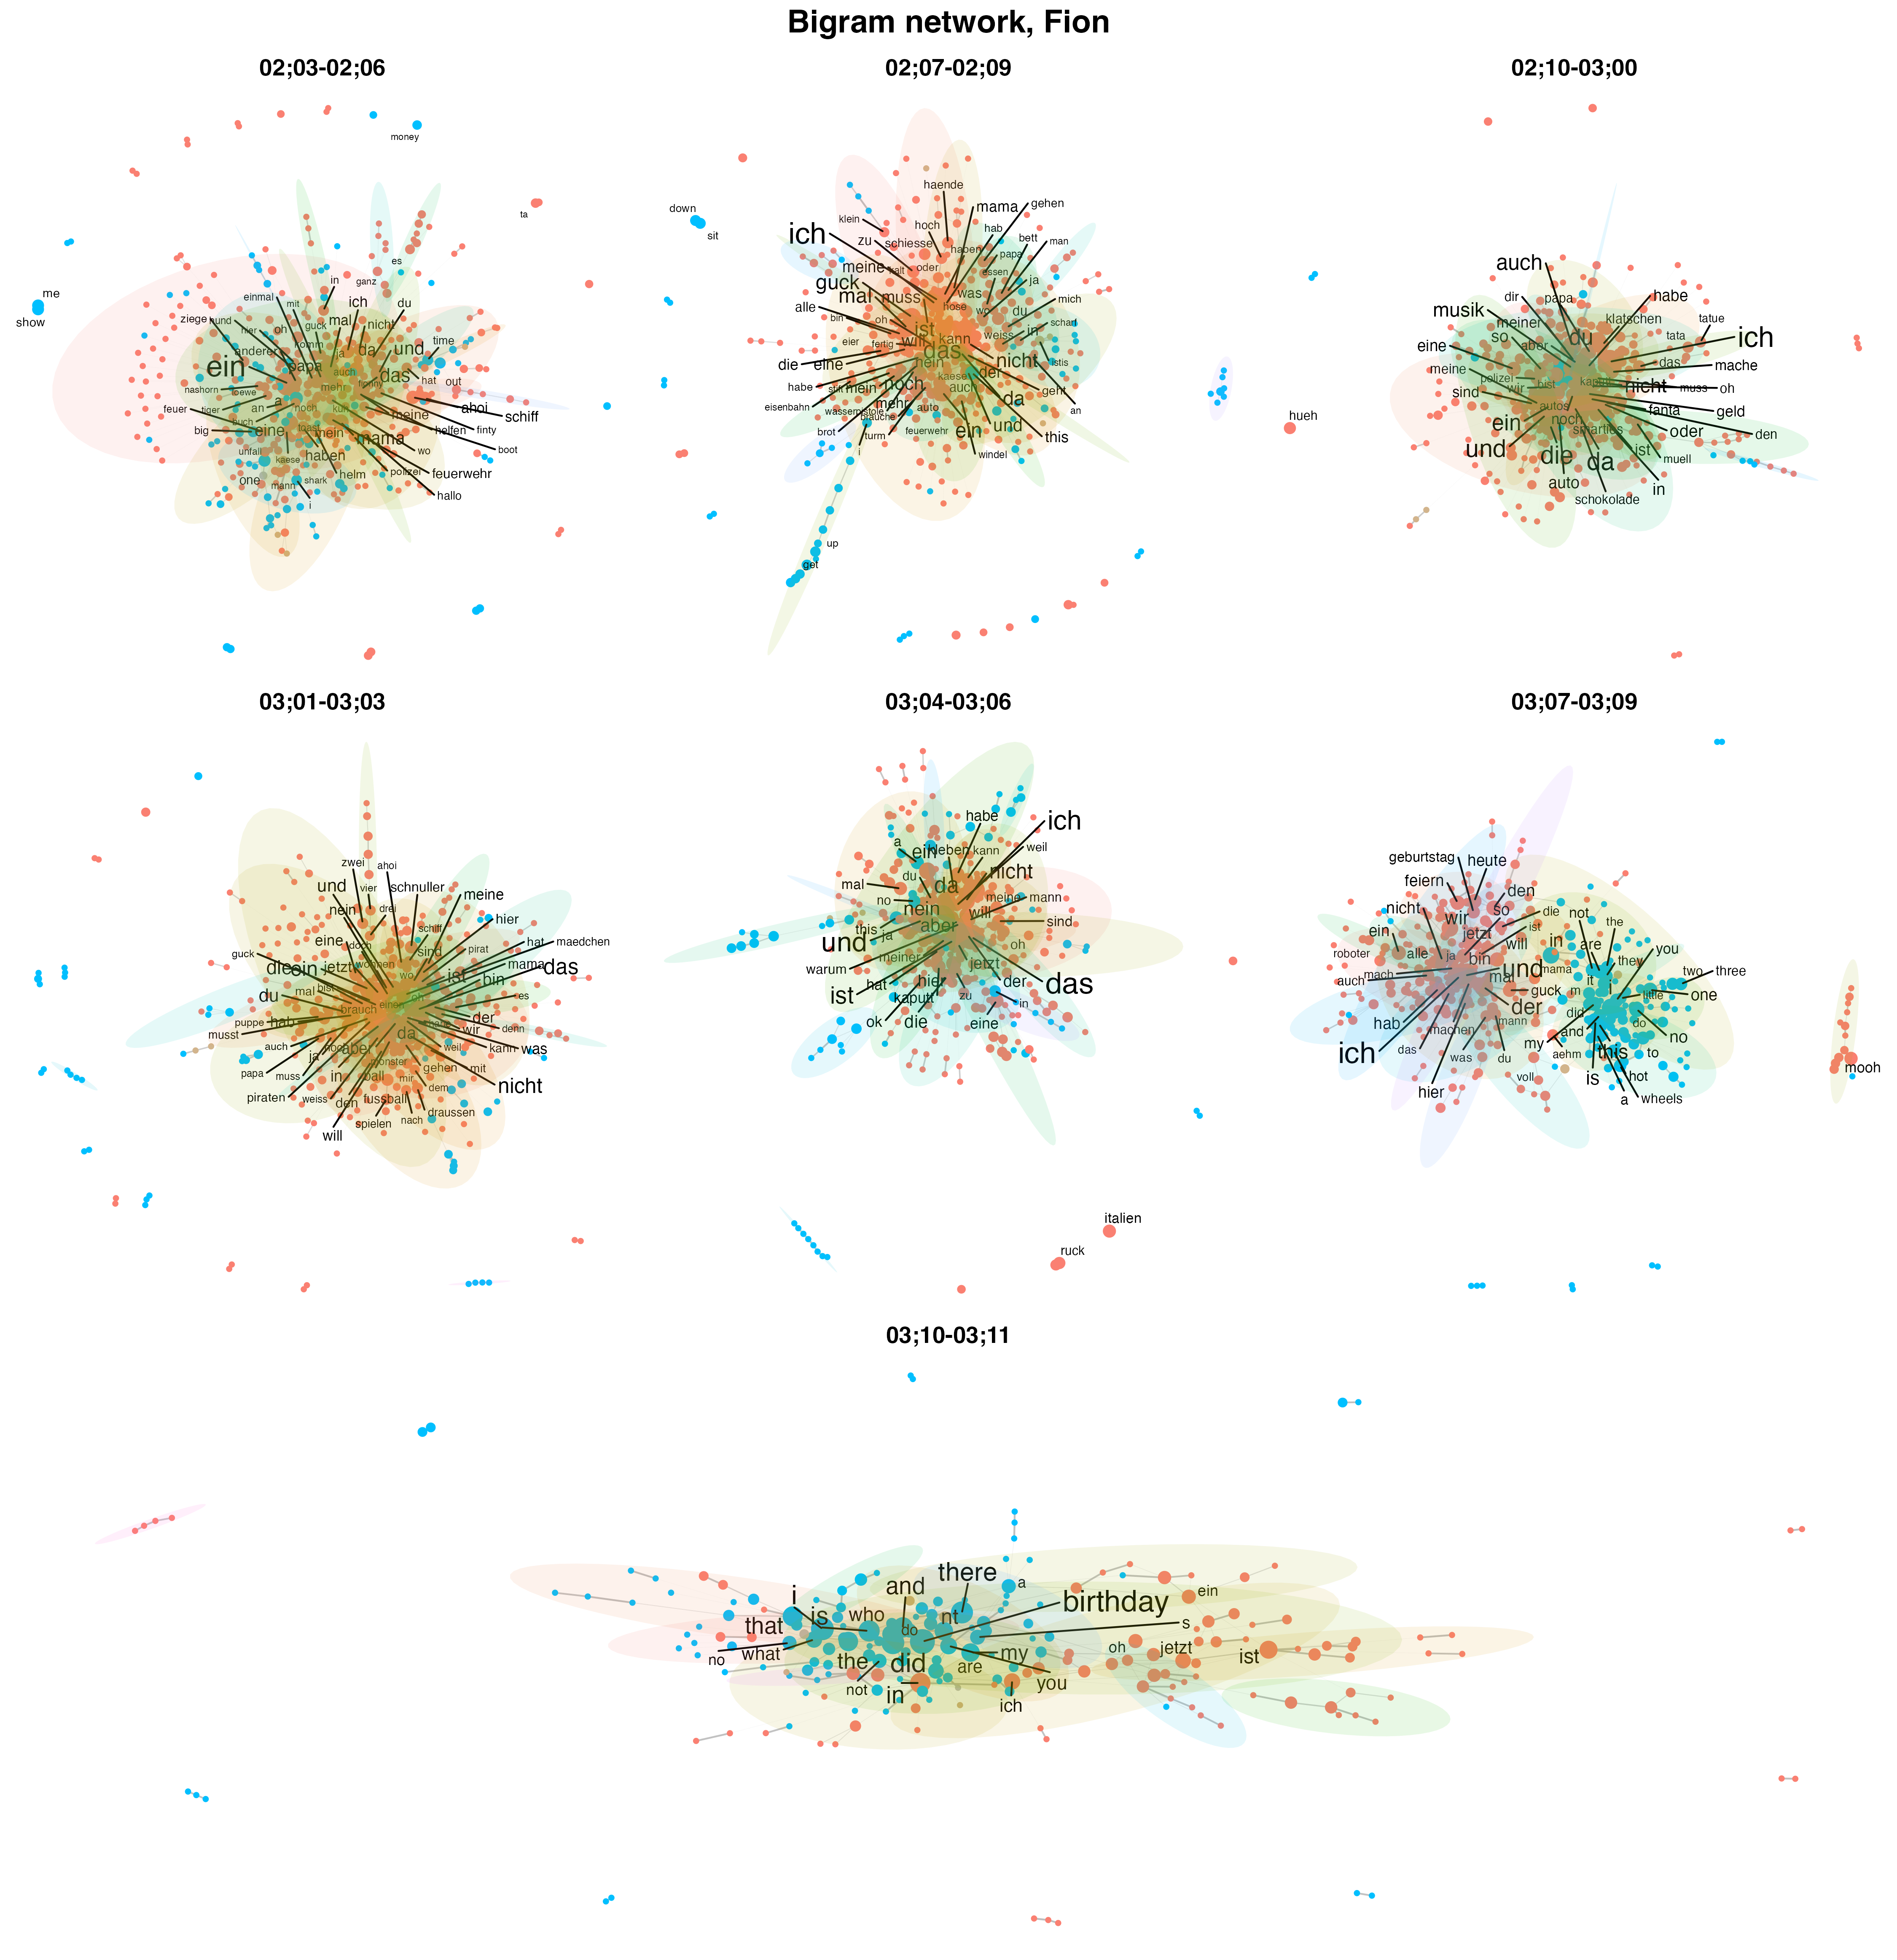 Bigram network, Fion
02;03-02;06
02;07-02;09
02;10-03;00
money
ta
me
show
es
in
ganz
einmal
mit
ich
du
ziege
hund
guck
mal
nicht
hier
oh
komm
ja
da
und
time
anderer
papa
ein
auch
das
hat
out
nashorn
loewe
mehr
a
feuer
tiger
an
noch
meine
ahoi
schiff
big
buch
eine
toast
mein
helfen
finty
mama
unfall
kaese
haben
wo
boot
one
mann
shark
helm
polizei
feuerwehr
i
hallo
haende
down
sit
mama
gehen
klein
hoch
hab
ich
zu
schiesse
haben
bett
man
papa
meine
kalt
oder
essen
ja
guck
mal
muss
was
mich
alle
hose
wo
du
bin
oh
ist
weiss
in
scharf
eier
fertig
will
kann
das
die
eine
nein
nicht
istis
habe
mein
noch
kaese
der
auch
geht
eisenbahn
mehr
auto
da
an
brauche
brot
turm
feuerwehr
ein
und
this
i
windel
up
get
auch
dir
papa
habe
musik
meiner
klatschen
tatue
so
aber
du
tata
ich
eine
das
meine
polizei
mache
wir
bist
nicht
muss
oh
sind
autos
fanta
geld
ein
noch
smarties
oder
den
und
die
da
ist
muell
auto
in
schokolade
hueh
03;01-03;03
03;04-03;06
03;07-03;09
zwei
ahoi
und
vier
schnuller
meine
nein
drei
hier
eine
doch
schiff
guck
sind
pirat
hat
maedchen
die
ein
jetzt
wohnen
wo
ist
mama
das
bin
du
mal
bist
oh
es
brauch
einen
puppe
hab
der
musst
da
wir
denn
auch
noch
aber
weil
kann
was
ja
monster
papa
muss
in
ball
gehen
mit
mir
nicht
piraten
weiss
den
fussball
dem
nach
draussen
spielen
will
habe
ich
a
ein
kleben
kann
weil
du
nicht
mal
da
no
meine
mann
nein
will
this
ja
aber
sind
und
oh
meiner
warum
jetzt
hat
hier
der
das
ist
kaputt
zu
in
ok
die
eine
italien
ruck
geburtstag
heute
feiern
den
nicht
so
die
wir
not
the
ein
jetzt
ist
roboter
alle
will
in
are
you
ja
bin
they
mach
und
mama
it
two
three
auch
mal
m
i
little
one
guck
hab
der
did
do
machen
mann
and
no
ich
das
my
was
du
aehm
this
to
voll
is
hot
hier
a
wheels
mooh
03;10-03;11
there
and
a
ein
i
birthday
is
who
nt
that
do
s
no
what
my
oh
jetzt
the
did
are
ist
not
you
in
ich